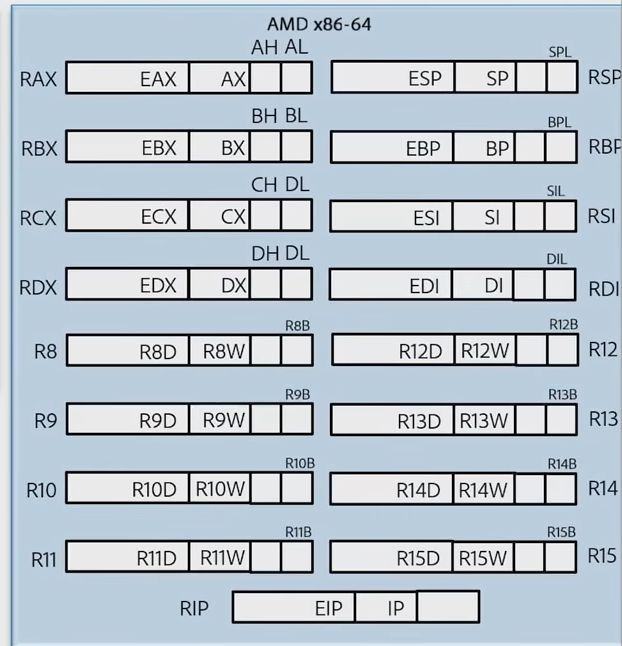 AMD x86-64
AH AL
SPL
RAX EAX AX ESP SP RSP
BH BL
BPL
RBX EBX BX EBP BP RBP
CH DL
SIL
RCX ECX CX ESI SI RSI
DH DL
DIL
RDX EDX DX EDI DI RDI
R8B R12B
R8 R8D R8W R12D R12W R12
R9B R13B
R9 R9D R9W R13D R13W R13
R10B R14B
R10 R10D R10W R14D R14W R14
R11B R15B
R11 R11D R11W R15D R15W R15
RIP EIP IP